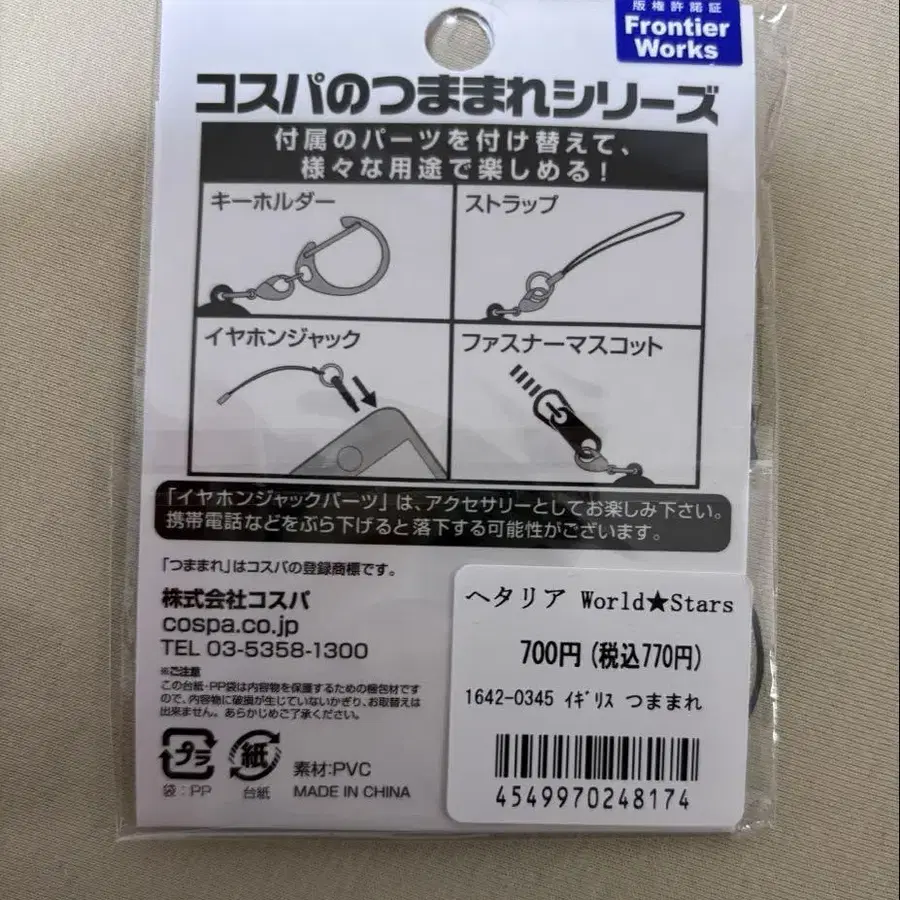 版権許諾証
Frontier
Works
コスパのつままれシリーズ
付属のパーツを付け替えて、
様々な用途で楽しめる！
キーホルダー
ストラップ
イヤホンジャック
ファスナーマスコット
「イヤホンジャックパーツ」は、アクセサリーとしてお楽しみ下さい。
携帯電話などをぶら下げると落下する可能性がございます。
「つままれ」はコスパの登録商標です。
株式会社コスパ
cospa.co.jp
TEL 03-5358-1300
※ご注意
この台紙・PP袋は内容物を保護するための梱包材ですの
で、内容物に破損が生じていないかぎり、お取替えは
出来ません。あらかじめご了承ください。
プラ
紙
袋：PP
台紙
素材:PVC
MADE IN CHINA
ヘタリア World★Stars
700円(税込770円)
1642-0345 ｲｷﾞﾘｽ つままれ
4549970248174